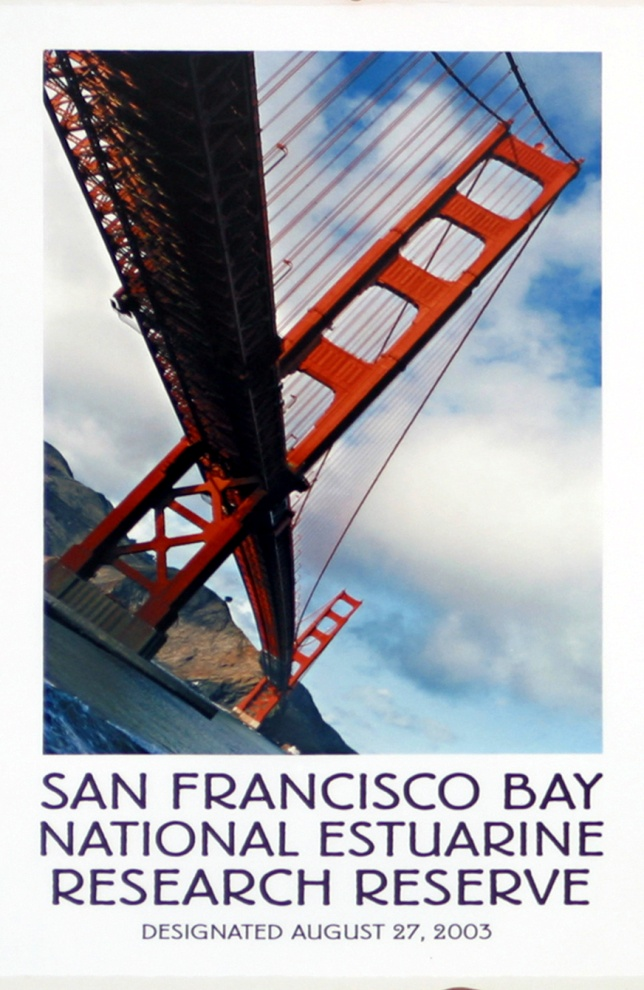 SAN FRANCISCO BAY
NATIONAL ESTUARINE
RESEARCH RESERVE
DESIGNATED AUGUST 27, 2003